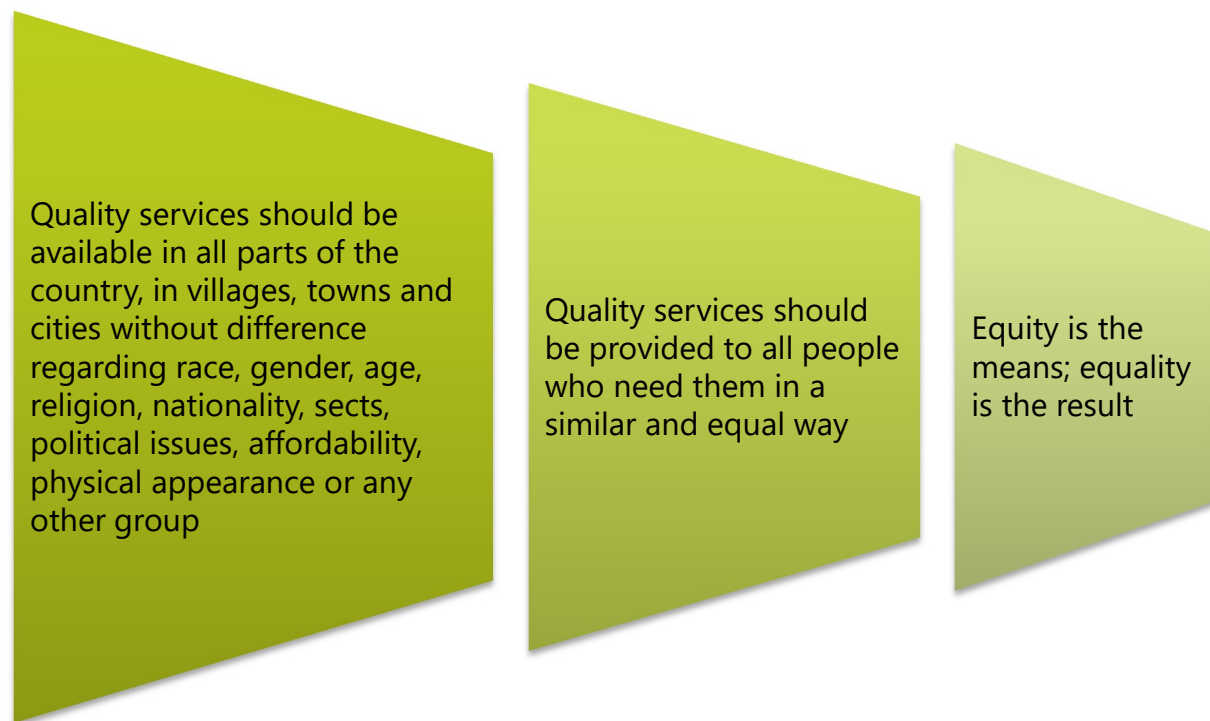 Quality services should be
available in all parts of the
country, in villages, towns and
cities without difference
regarding race, gender, age,
religion, nationality, sects,
political issues, affordability,
physical appearance or any
other group
Quality services should
be provided to all people
who need them in a
similar and equal way
Equity is the
means; equality
is the result